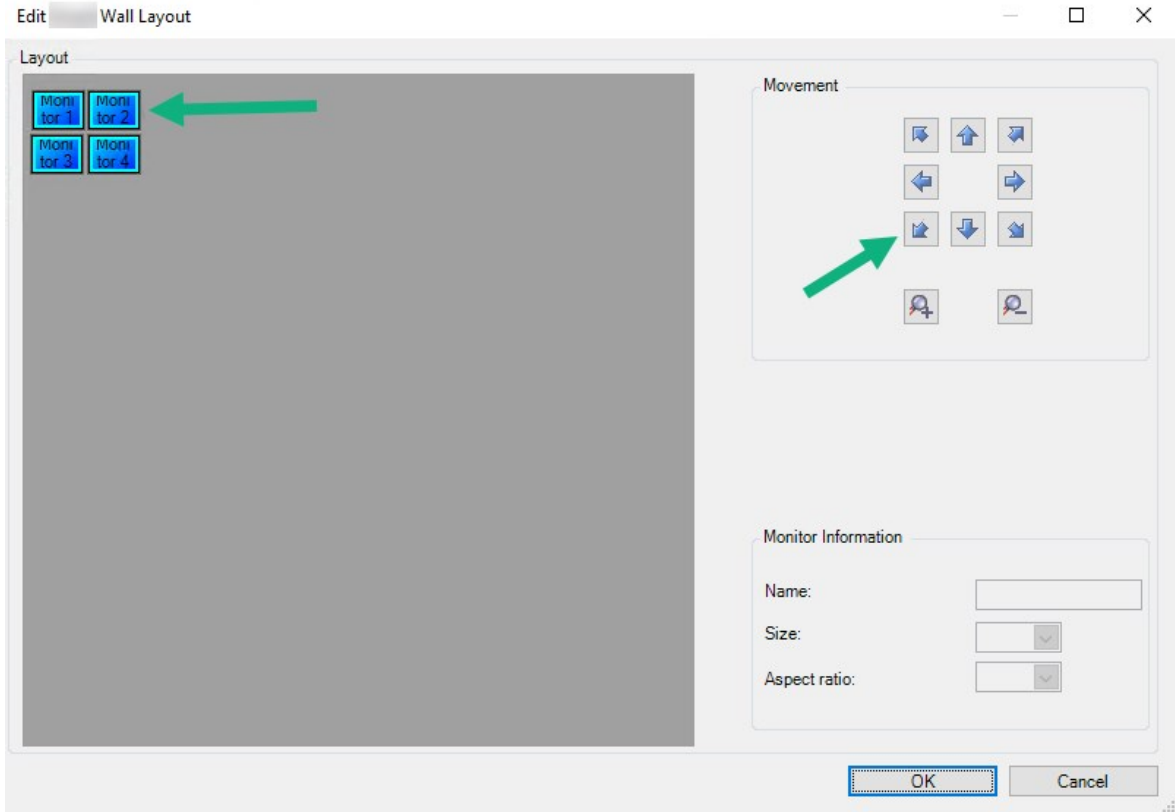 Edit Wall Layout
Layout
Moni
tor 1
Moni
tor 2
Moni
tor 3
Moni
tor 4
Movement
Monitor Information
Name:
Size:
Aspect ratio:
OK
Cancel